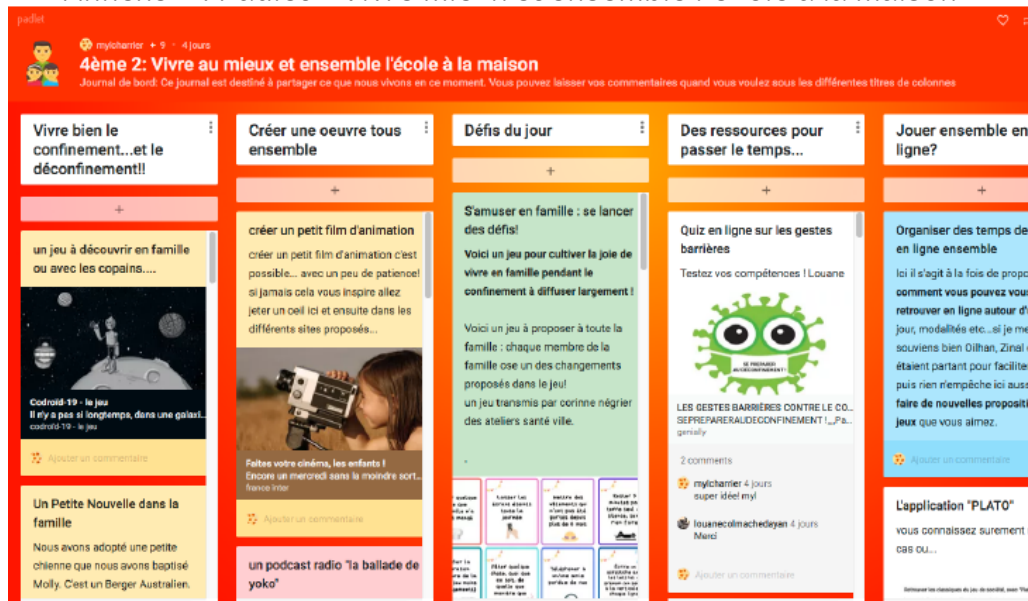 padlet
mylcharrier + 9 · 4 jours
4ème 2: Vivre au mieux et ensemble l'école à la maison
Journal de bord: Ce journal est destiné à partager ce que nous vivons en ce moment. Vous pouvez laisser vos commentaires quand vous voulez sous les différentes titres de colonnes
Vivre bien le
confinement...et le
déconfinement!!
+
un jeu à découvrir en famille
ou avec les copains....
Codroïd-19 - le jeu
Il n'y a pas si longtemps, dans une galaxi...
codroïd-19 - le jeu
Ajouter un commentaire
Un Petite Nouvelle dans la
famille
Nous avons adopté une petite
chienne que nous avons baptisé
Molly. C'est un Berger Australien.
Créer une oeuvre tous
ensemble
+
créer un petit film d'animation
créer un petit film d'animation c'est
possible... avec un peu de patience!
si jamais cela vous inspire allez
jeter un oeil ici et ensuite dans les
différents sites proposés...
Faites votre cinéma, les enfants !
Encore un mercredi sans la moindre sort...
france inter
Ajouter un commentaire
un podcast radio "la ballade de
yoko"
Défis du jour
+
S'amuser en famille : se lancer
des défis!
Voici un jeu pour cultiver la joie de
vivre en famille pendant le
confinement à diffuser largement !
Voici un jeu à proposer à toute la
famille : chaque membre de la
famille ose un des changements
proposés dans le jeu!
un jeu transmis par corinne négrier
des ateliers santé ville.
Des ressources pour
passer le temps...
+
Quiz en ligne sur les gestes
barrières
Testez vos compétences ! Louane
SE PREPARER
AUDECONFINEMENT !
LES GESTES BARRIÈRES CONTRE LE CO...
SEPREPARERAUDECONFINEMENT !,,,Pa...
genially
2 comments
mylcharrier 4 jours
super idée! myl
louanecolmachedayan 4 jours
Merci
Ajouter un commentaire
Jouer ensemble en
ligne?
+
Organiser des temps de
en ligne ensemble
Ici il s'agit à la fois de propo
comment vous pouvez vous
retrouver en ligne autour d'
jour, modalités etc...si je me
souviens bien Oilhan, Zinal
étaient partant pour faciliter
puis rien n'empêche ici aussi
faire de nouvelles propositi
jeux que vous aimez.
Ajouter un commentaire
L'application "PLATO"
vous connaissez surement
cas ou...